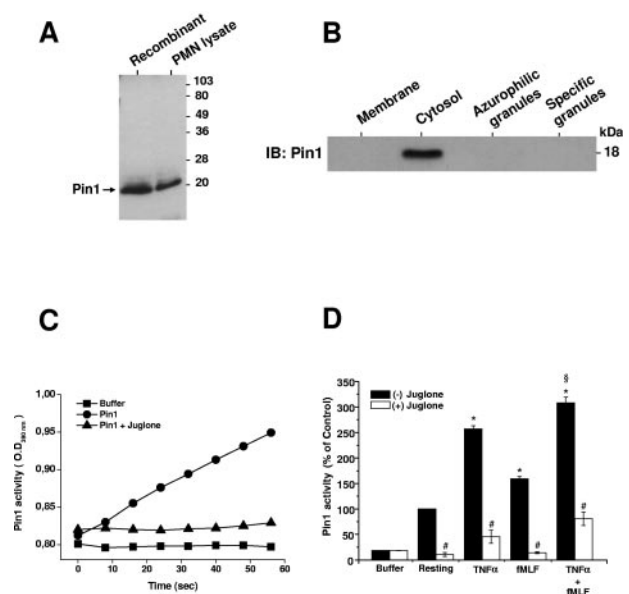 A
Recombinant
PMN lysate
103
80
49
36
28
20
Pin1
B
Membrane
Cytosol
Azurophilic
granules
Specific
granules
kDa
IB: Pin1
18
C
Buffer
Pin1
Pin1 + Juglone
Pin1 activity (O.D
1,00
0,95
0,90
0,85
0,80
0 10 20 30 40 50 60
Time (sec)
D
(-) Juglone
(+) Juglone
Pin1 activity (% of Control)
350
300
250
200
150
100
50
0
* * * §
# # # #
Buffer Resting TNFα fMLF TNFα
+
fMLF